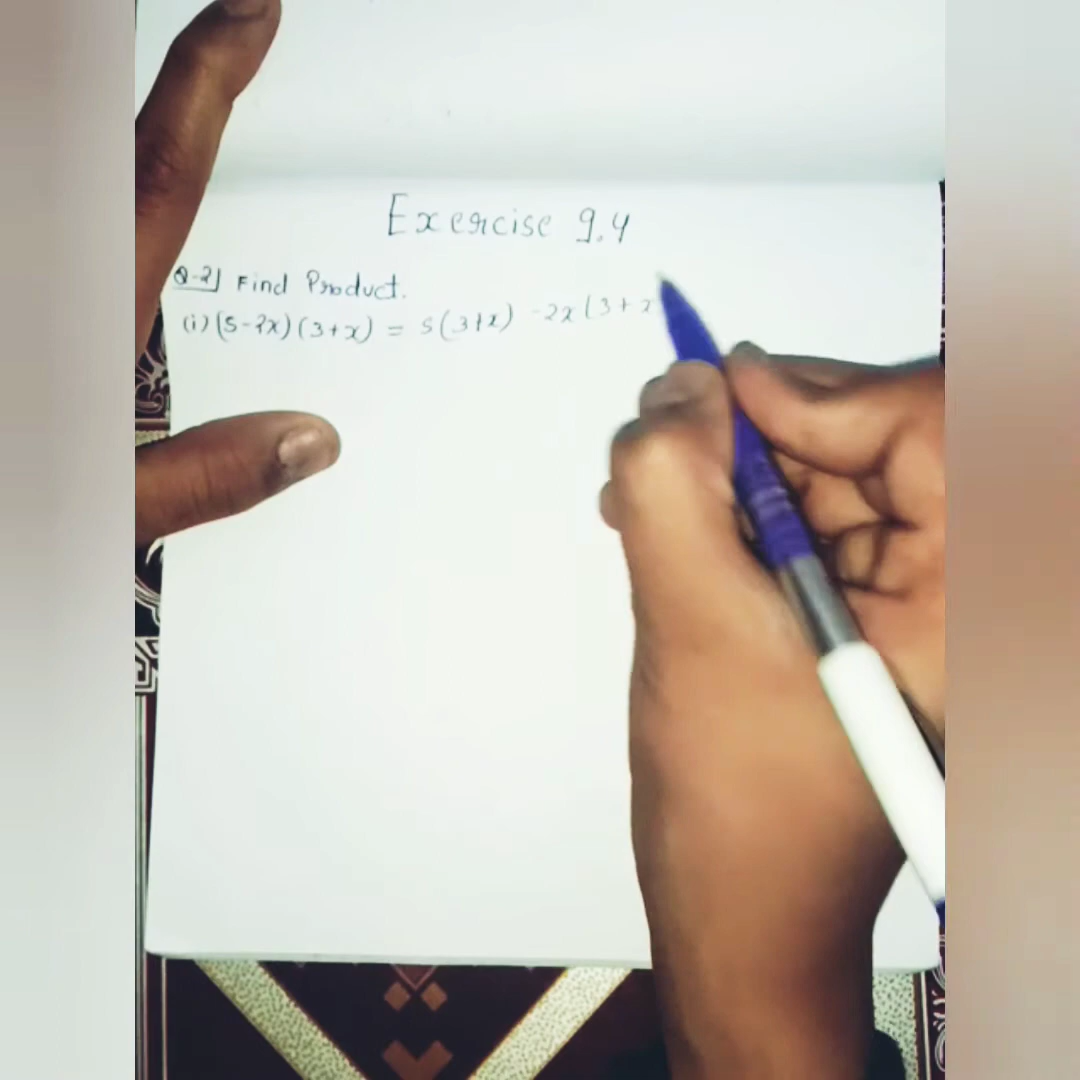 Exercise 9.4
Q-2] Find Product.
(i) (5-2x) (3+x) = 5(3+x) -2x(3+x